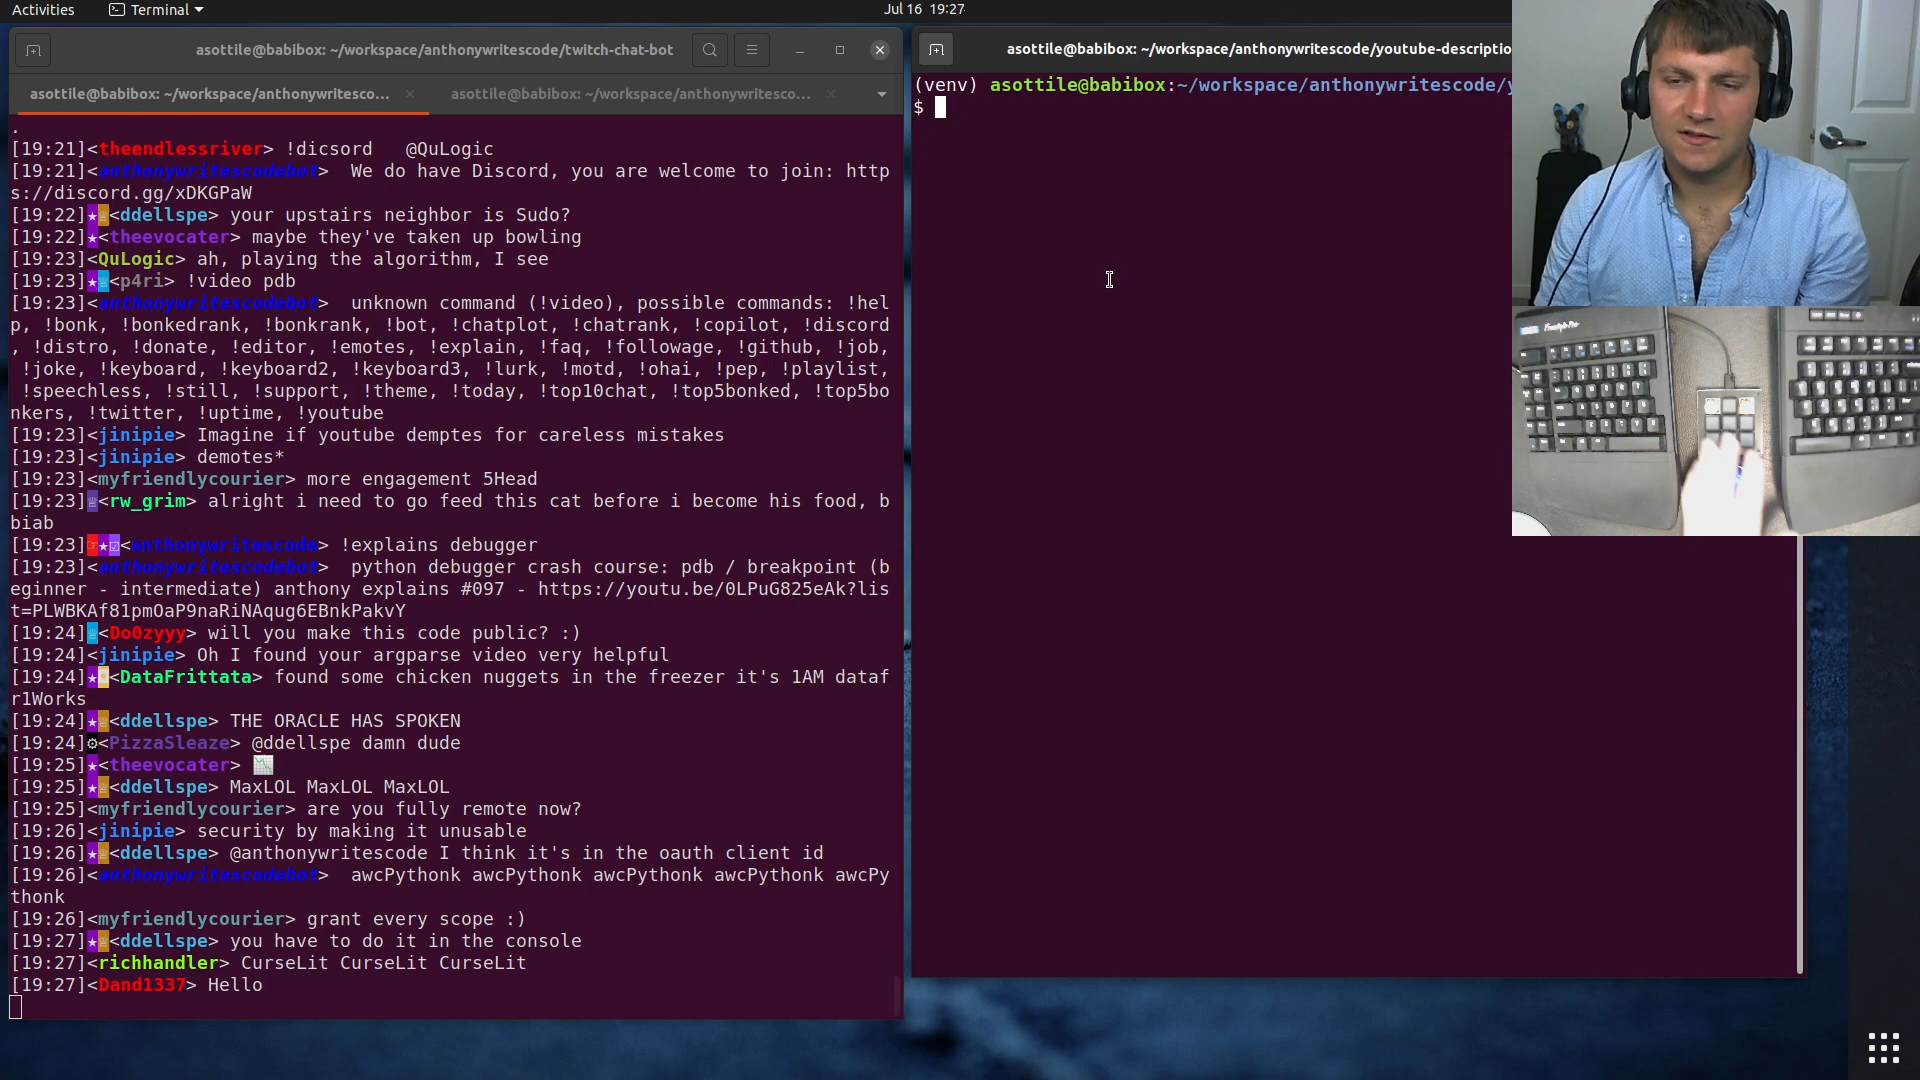 Activities
Terminal
Jul 16 19:27
asottile@babibox: ~/workspace/anthonywritescode/twitch-chat-bot
asottile@babibox: ~/workspace/anthonywritescode/youtube-descriptio
asottile@babibox: ~/workspace/anthonywritesco...
asottile@babibox: ~/workspace/anthonywritesco...
(venv) asottile@babibox:~/workspace/anthonywritescode/y
$
.
[19:21]<theendlessriver> !dicsord   @QuLogic
[19:21]<anthonywritescodebot>  We do have Discord, you are welcome to join: http
s://discord.gg/xDKGPaW
[19:22]<ddellspe> your upstairs neighbor is Sudo?
[19:22]<theevocater> maybe they've taken up bowling
[19:23]<QuLogic> ah, playing the algorithm, I see
[19:23]<p4ri> !video pdb
[19:23]<anthonywritescodebot>  unknown command (!video), possible commands: !hel
p, !bonk, !bonkedrank, !bonkrank, !bot, !chatplot, !chatrank, !copilot, !discord
, !distro, !donate, !editor, !emotes, !explain, !faq, !followage, !github, !job,
!joke, !keyboard, !keyboard2, !keyboard3, !lurk, !motd, !ohai, !pep, !playlist,
!speechless, !still, !support, !theme, !today, !top10chat, !top5bonked, !top5bo
nkers, !twitter, !uptime, !youtube
[19:23]<jinipie> Imagine if youtube demptes for careless mistakes
[19:23]<jinipie> demotes*
[19:23]<myfriendlycourier> more engagement 5Head
[19:23]<rw_grim> alright i need to go feed this cat before i become his food, b
biab
[19:23]<anthonywritescode> !explains debugger
[19:23]<anthonywritescodebot>  python debugger crash course: pdb / breakpoint (b
eginner - intermediate) anthony explains #097 - https://youtu.be/0LPuG825eAk?lis
t=PLWBKAf81pmOaP9naRiNAqug6EBnkPakvY
[19:24]<Do0zyyy> will you make this code public? :)
[19:24]<jinipie> Oh I found your argparse video very helpful
[19:24]<DataFrittata> found some chicken nuggets in the freezer it's 1AM dataf
r1Works
[19:24]<ddellspe> THE ORACLE HAS SPOKEN
[19:24]<PizzaSleaze> @ddellspe damn dude
[19:25]<theevocater>
[19:25]<ddellspe> MaxLOL MaxLOL MaxLOL
[19:25]<myfriendlycourier> are you fully remote now?
[19:26]<jinipie> security by making it unusable
[19:26]<ddellspe> @anthonywritescode I think it's in the oauth client id
[19:26]<anthonywritescodebot>  awcPythonk awcPythonk awcPythonk awcPythonk awcPy
thonk
[19:26]<myfriendlycourier> grant every scope :)
[19:27]<ddellspe> you have to do it in the console
[19:27]<richhandler> CurseLit CurseLit CurseLit
[19:27]<Dand1337> Hello